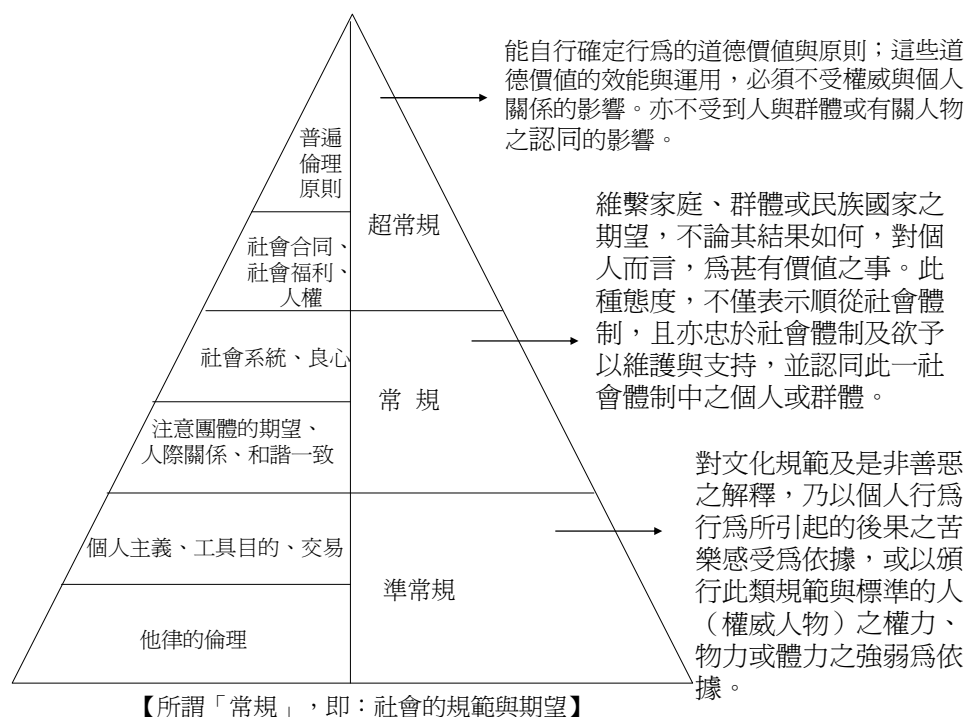 能自行確定行爲的道德價值與原則；這些道
德價值的效能與運用，必須不受權威與個人
關係的影響。亦不受到人與群體或有關人物
之認同的影響。
普遍
倫理
原則
超常規
社會合同、
社會福利、
人權
維繫家庭、群體或民族國家之
期望，不論其結果如何，對個
人而言，爲甚有價值之事。此
種態度，不僅表示順從社會體
制，且亦忠於社會體制及欲予
以維護與支持，並認同此一社
會體制中之個人或群體。
社會系統、良心
常 規
注意團體的期望、
人際關係、和諧一致
對文化規範及是非善惡
之解釋，乃以個人行爲
行爲所引起的後果之苦
樂感受爲依據，或以頒
行此類規範與標準的人
（權威人物）之權力、
物力或體力之強弱爲依
據。
個人主義、工具目的、交易
準常規
他律的倫理
【所謂「常規」，即：社會的規範與期望】